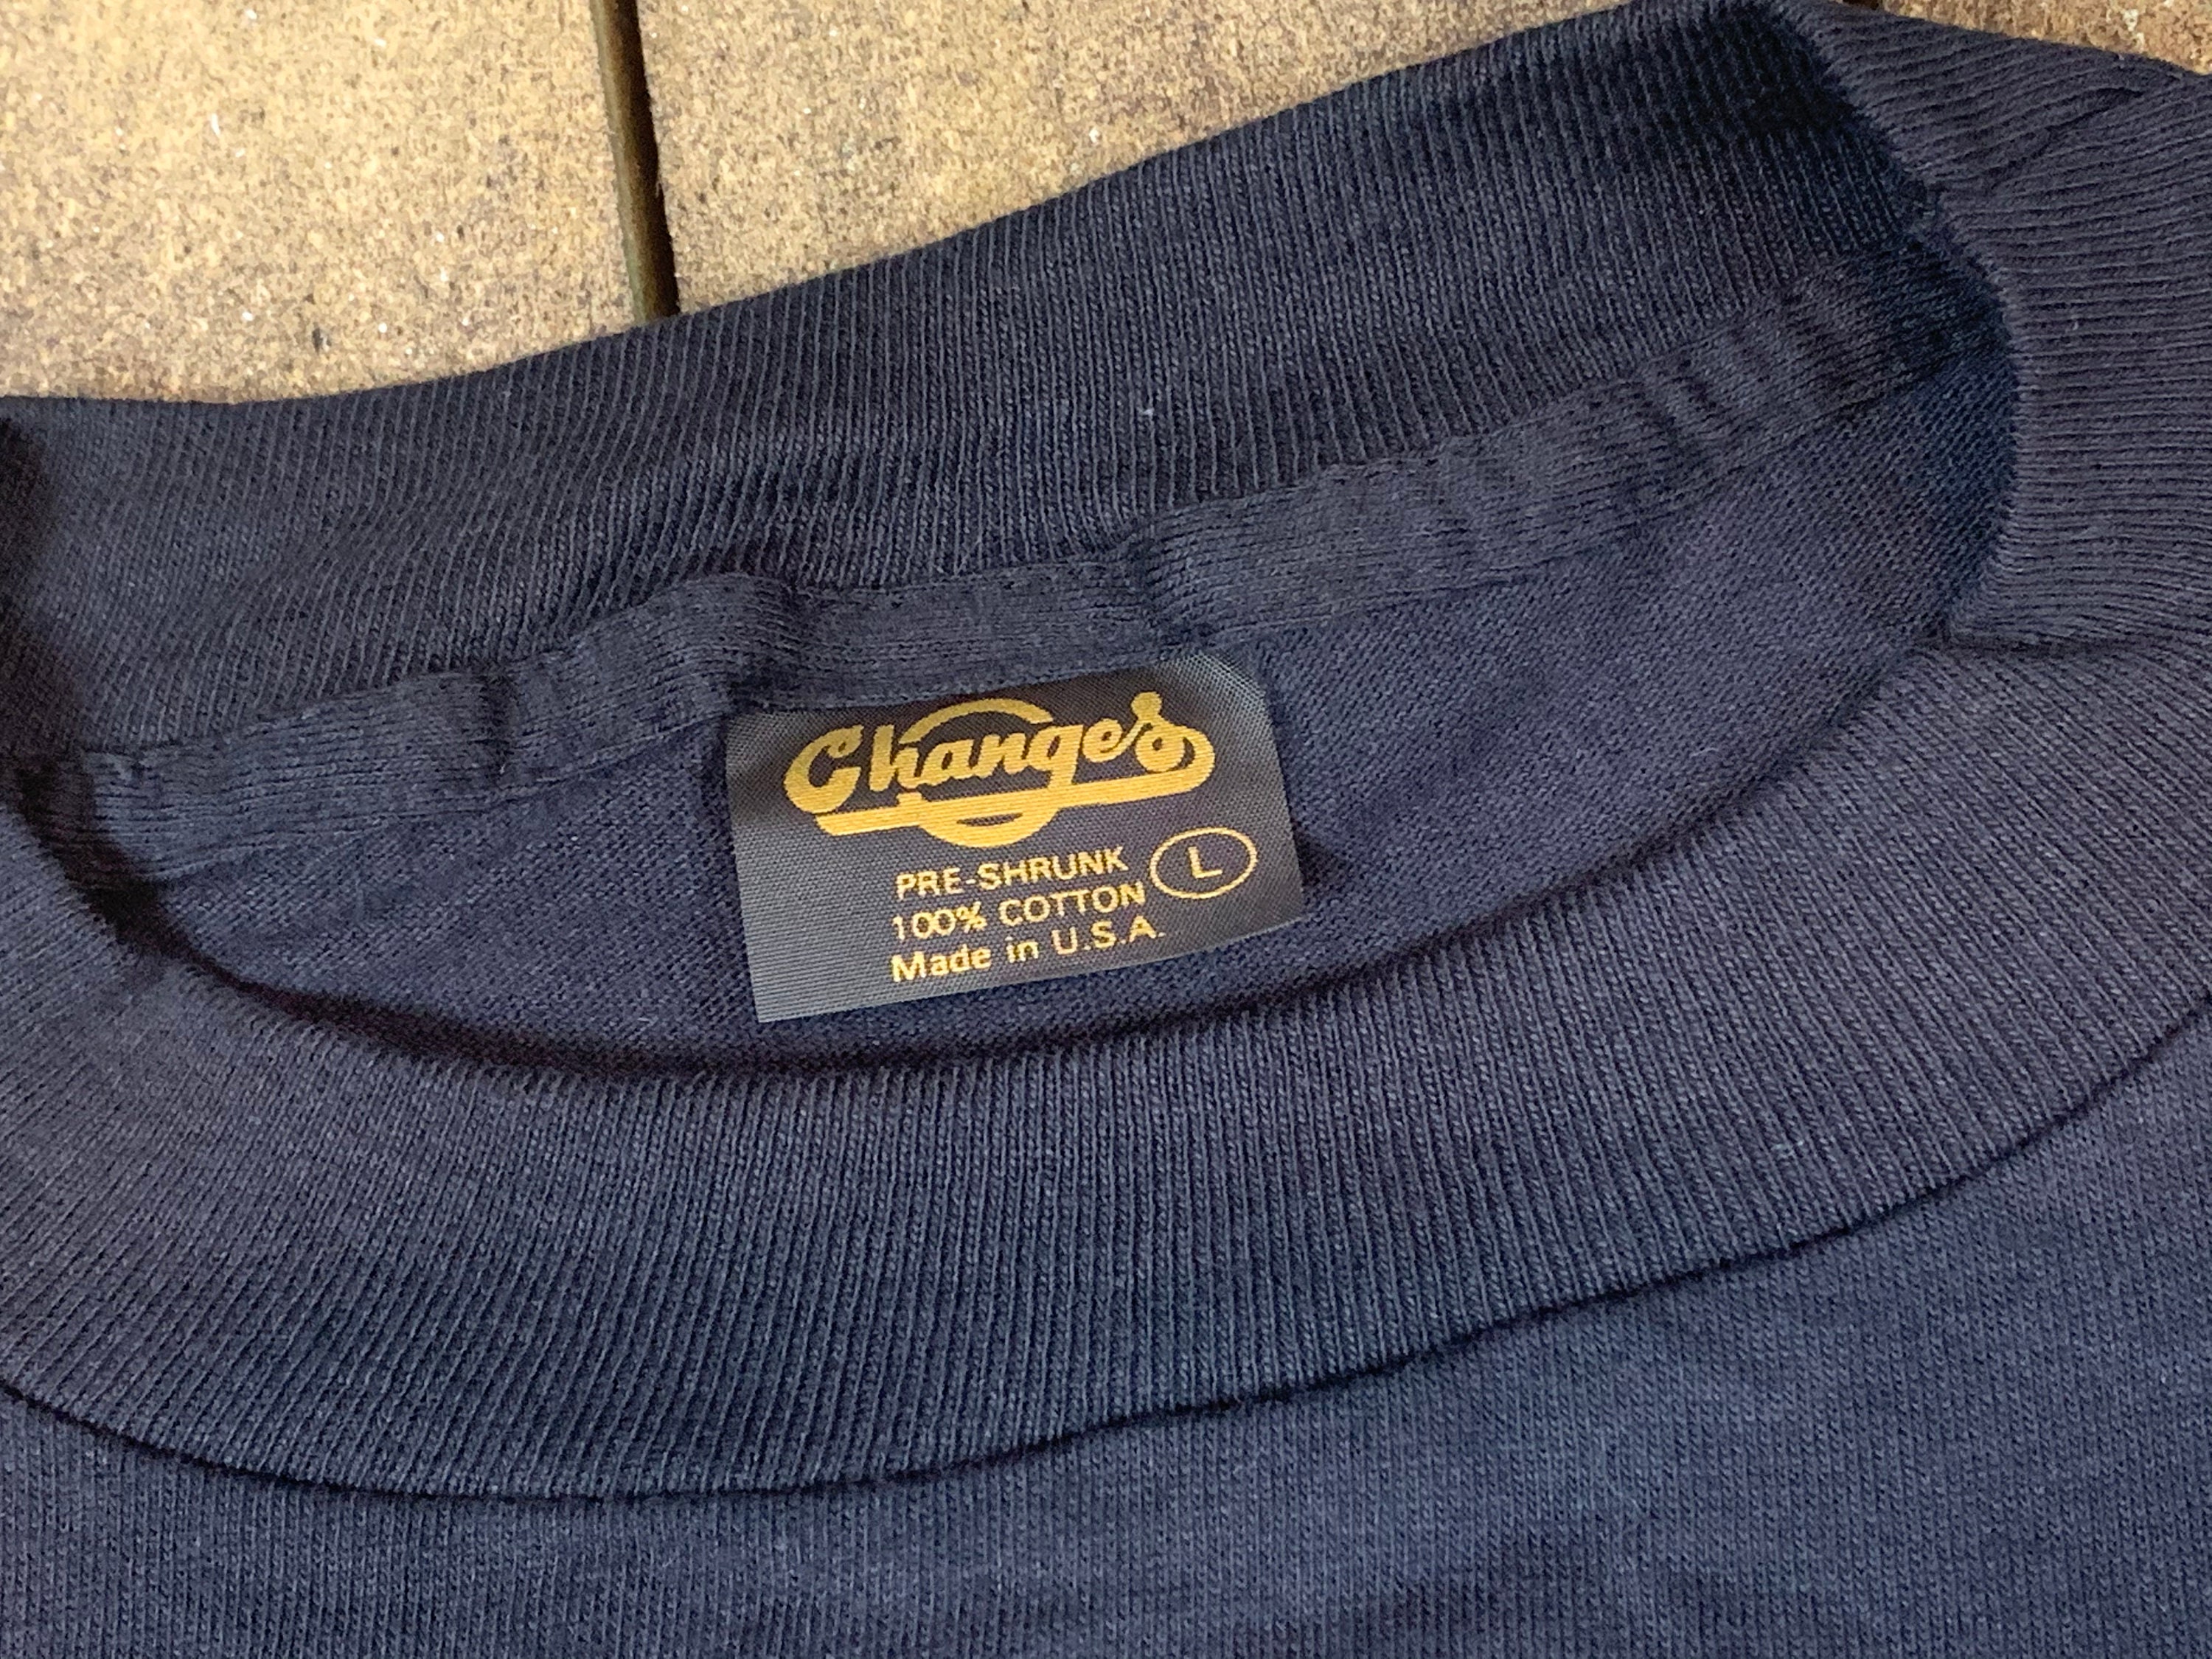 Changes
PRE-SHRUNK L
100% COTTON
Made in U.S.A.